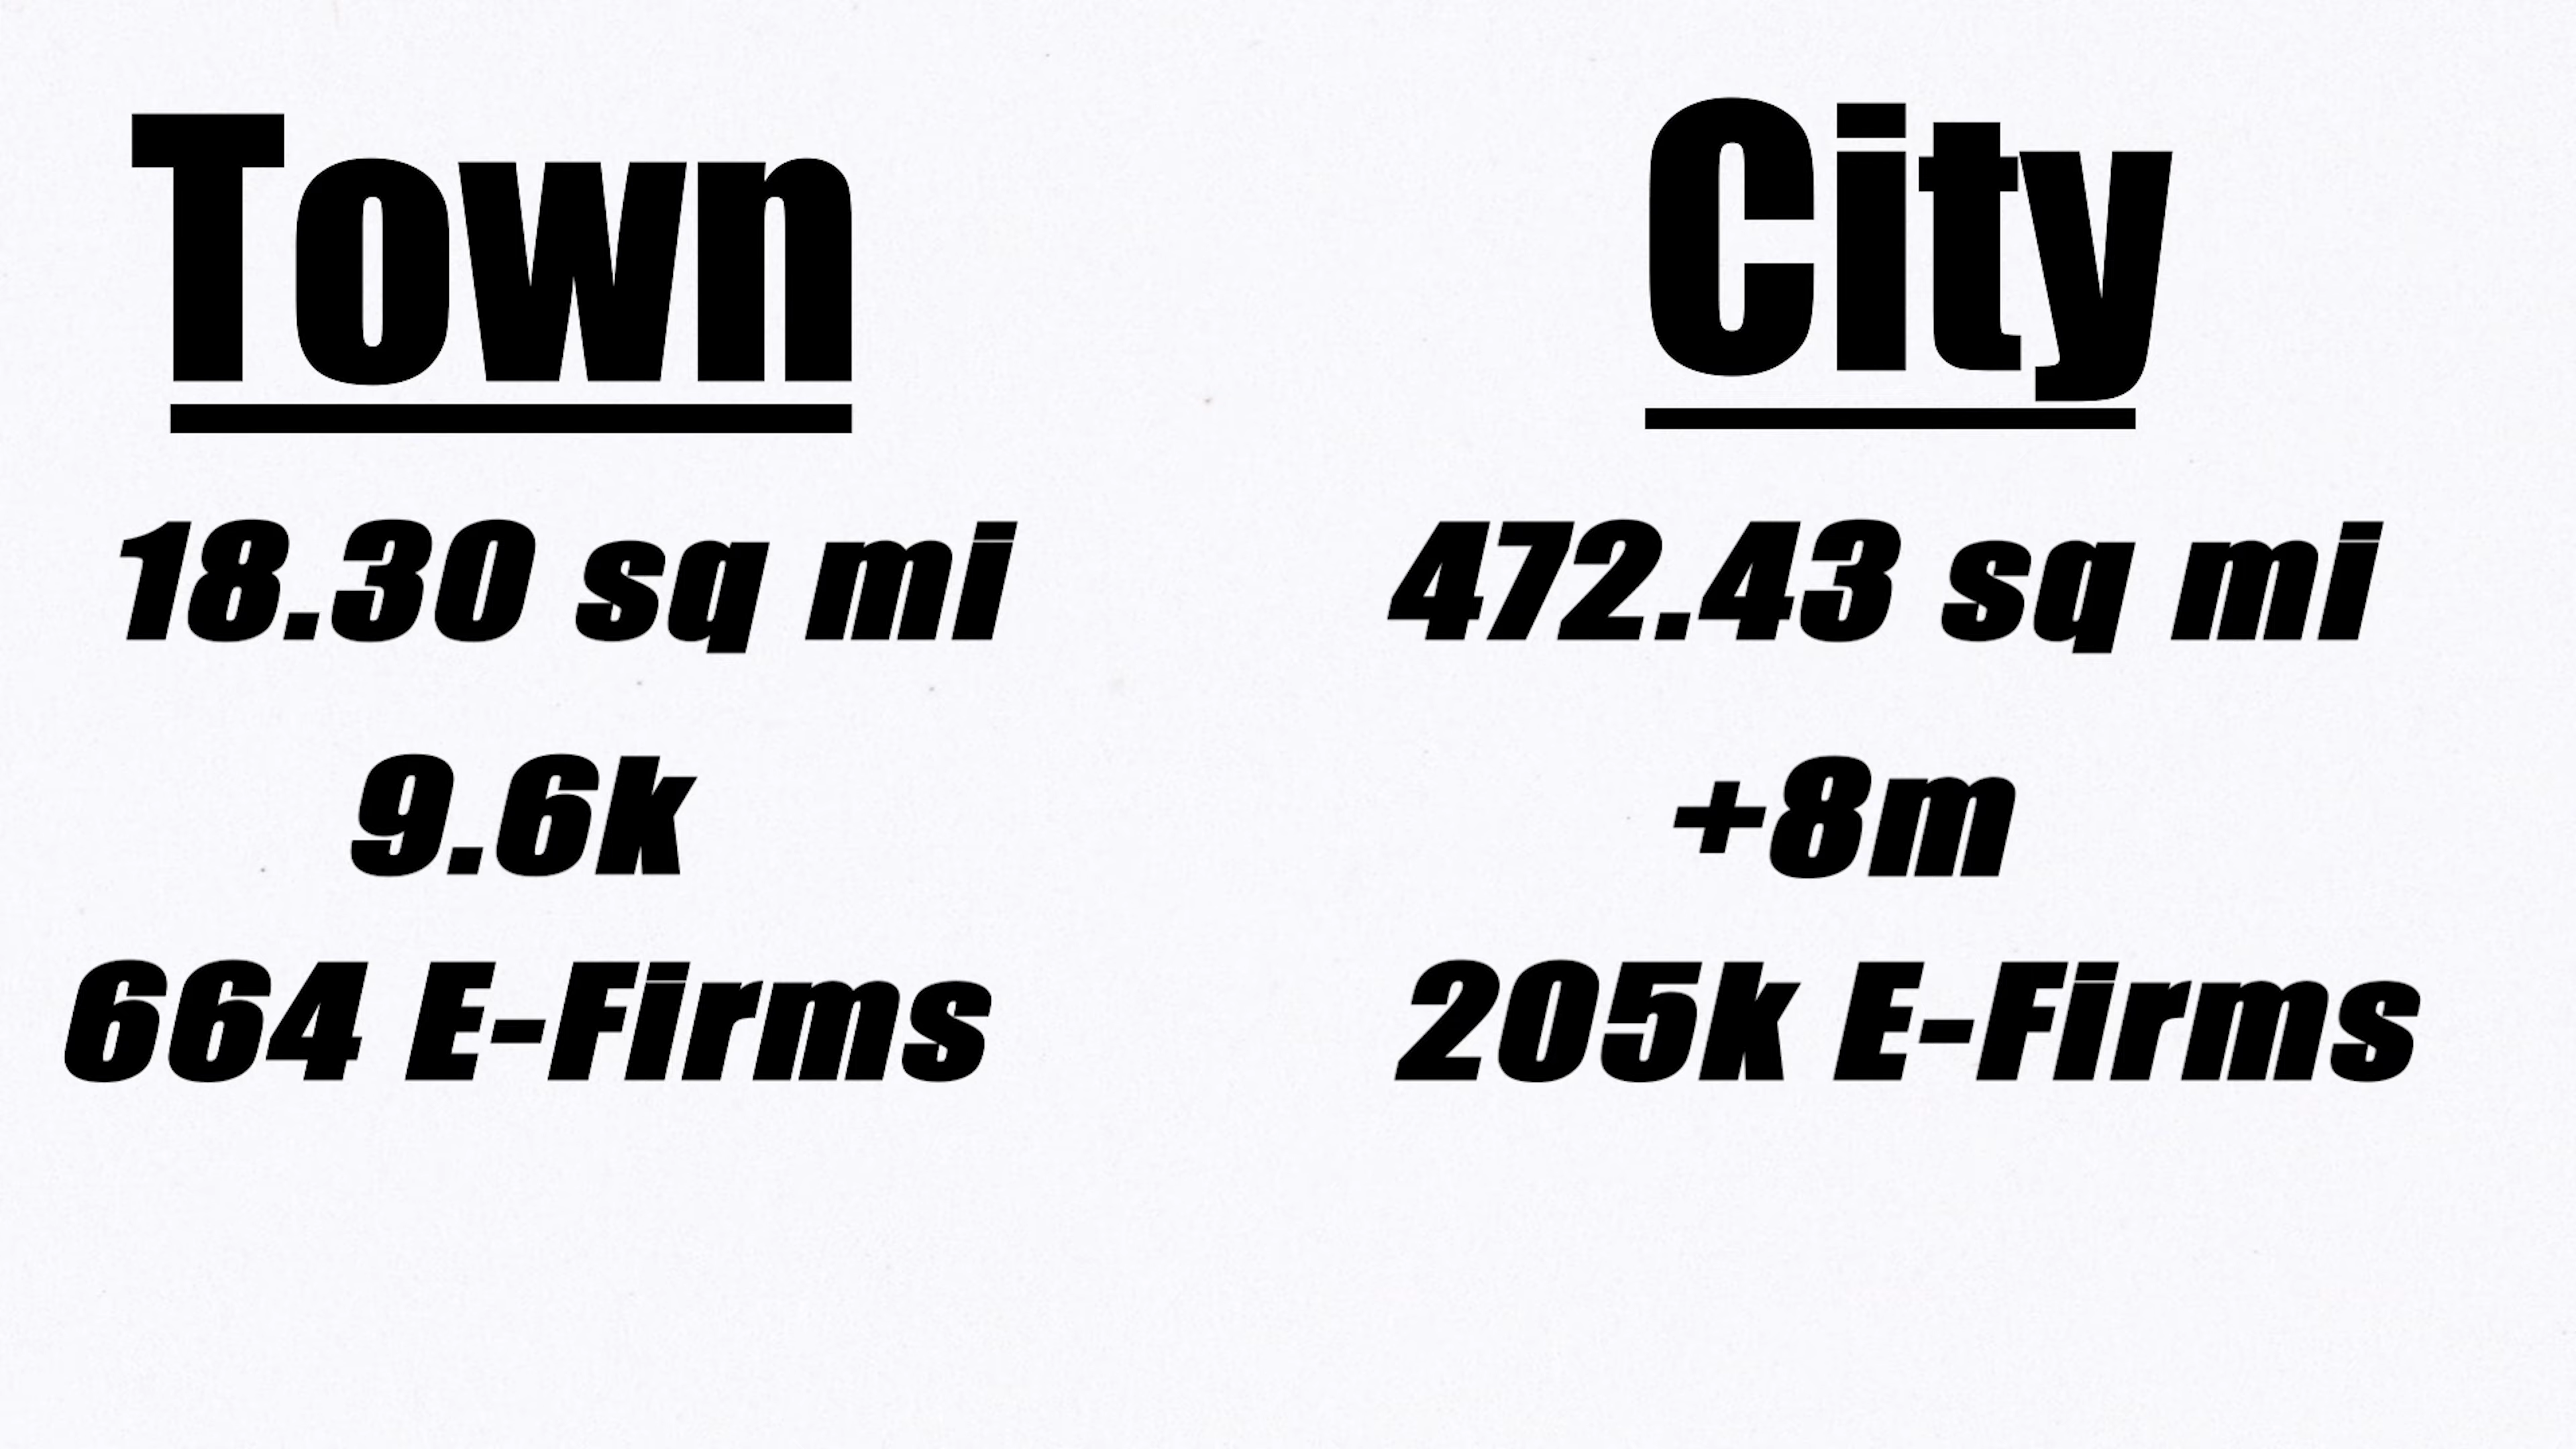 Town
18.30 sq mi
9.6k
664 E-Firms
City
472.43 sq mi
+8m
205k E-Firms